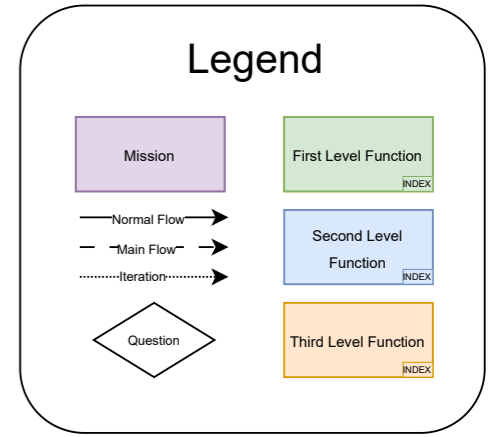 Legend
Mission
First Level Function
INDEX
Normal Flow
Main Flow
Iteration
Second Level
Function
INDEX
Question
Third Level Function
INDEX